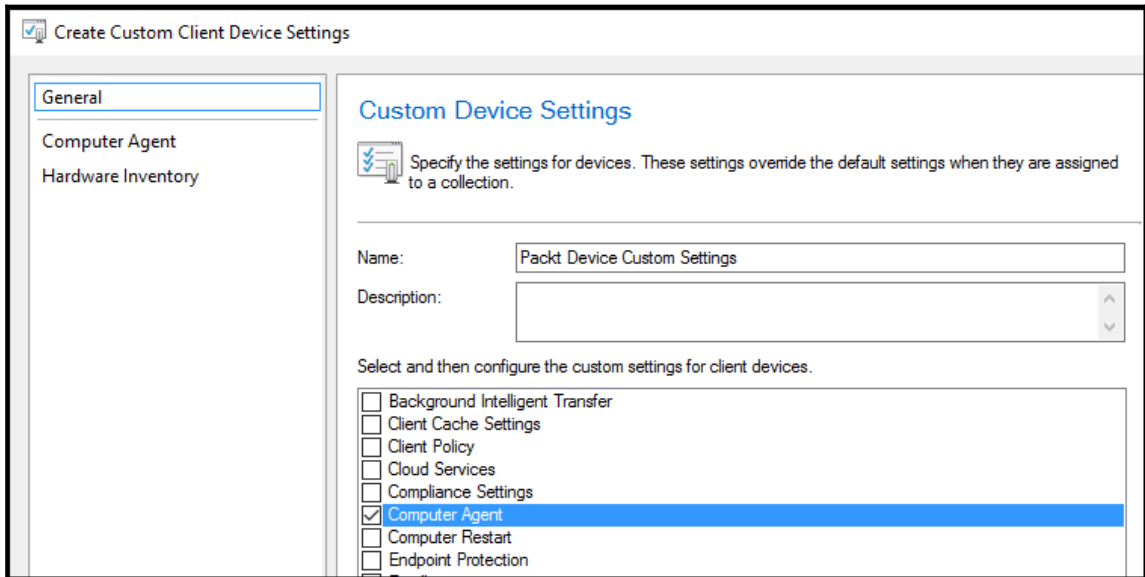 Create Custom Client Device Settings
General
Computer Agent
Hardware Inventory
Custom Device Settings
Specify the settings for devices. These settings override the default settings when they are assigned
to a collection.
Name:
Packt Device Custom Settings
Description:
Select and then configure the custom settings for client devices.
Background Intelligent Transfer
Client Cache Settings
Client Policy
Cloud Services
Compliance Settings
Computer Agent
Computer Restart
Endpoint Protection